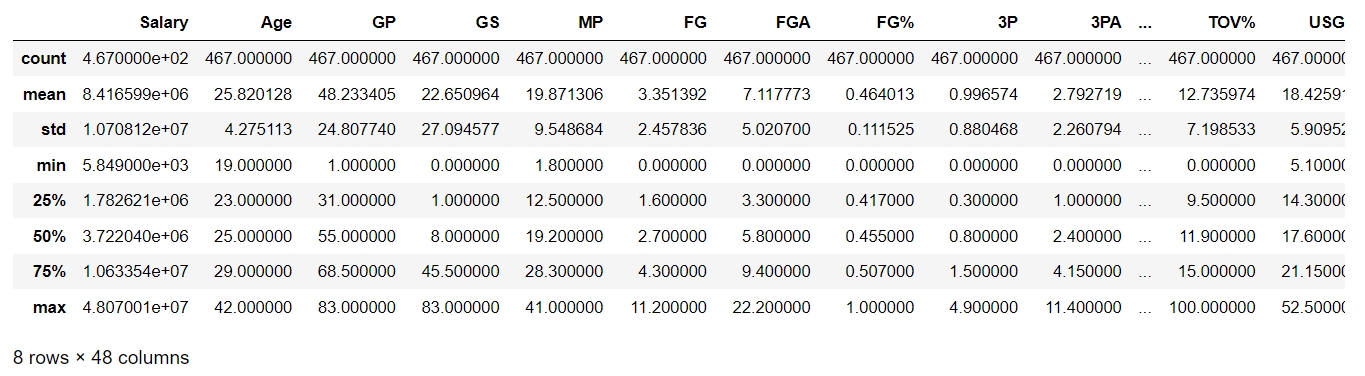 Salary Age GP GS MP FG FGA FG% 3P 3PA ... TOV% USG
count 4.670000e+02 467.000000 467.000000 467.000000 467.000000 467.000000 467.000000 467.000000 467.000000 467.000000 ... 467.000000 467.0000
mean 8.416599e+06 25.820128 48.233405 22.650964 19.871306 3.351392 7.117773 0.464013 0.996574 2.792719 ... 12.735974 18.42591
std 1.070812e+07 4.275113 24.807740 27.094577 9.548684 2.457836 5.020700 0.111525 0.880468 2.260794 ... 7.198533 5.90952
min 5.849000e+03 19.000000 1.000000 0.000000 1.800000 0.000000 0.000000 0.000000 0.000000 0.000000 ... 0.000000 5.10000
25% 1.782621e+06 23.000000 31.000000 1.000000 12.500000 1.600000 3.300000 0.417000 0.300000 1.000000 ... 9.500000 14.30000
50% 3.722040e+06 25.000000 55.000000 8.000000 19.200000 2.700000 5.800000 0.455000 0.800000 2.400000 ... 11.900000 17.60000
75% 1.063354e+07 29.000000 68.500000 45.500000 28.300000 4.300000 9.400000 0.507000 1.500000 4.150000 ... 15.000000 21.15000
max 4.807001e+07 42.000000 83.000000 83.000000 41.000000 11.200000 22.200000 1.000000 4.900000 11.400000 ... 100.000000 52.50000
8 rows × 48 columns